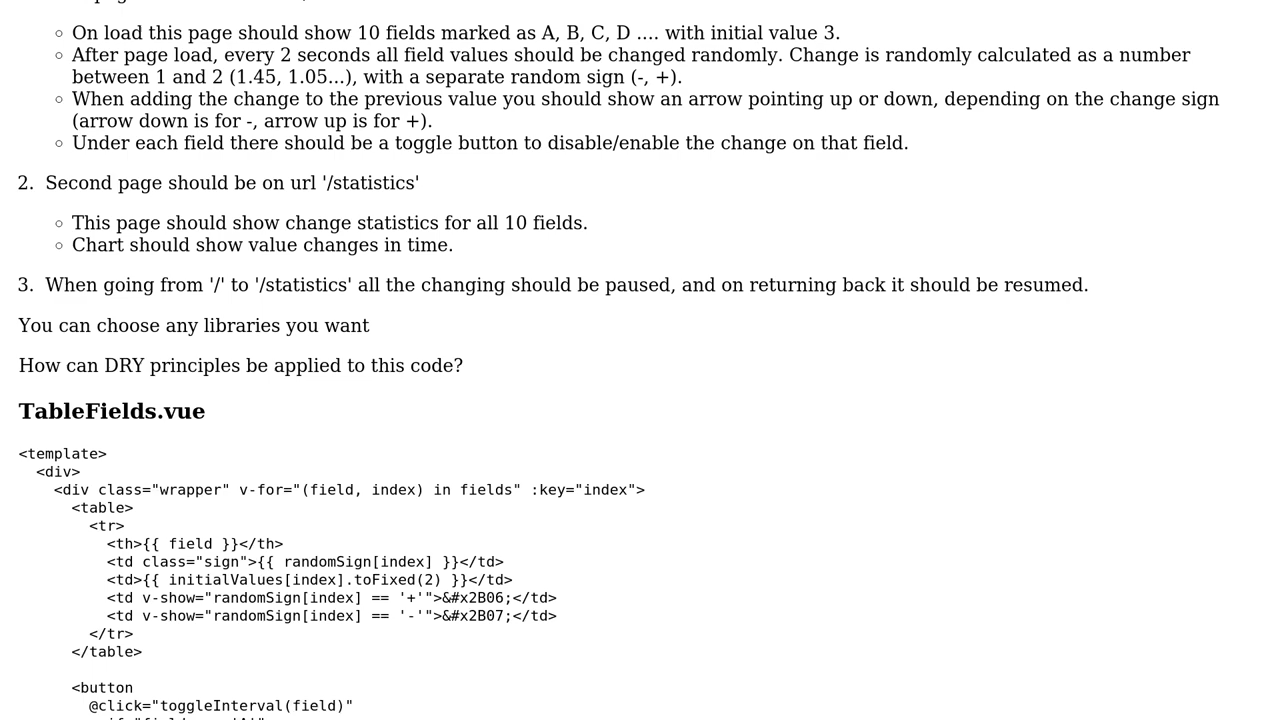 On load this page should show 10 fields marked as A, B, C, D .... with initial value 3.
After page load, every 2 seconds all field values should be changed randomly. Change is randomly calculated as a number
between 1 and 2 (1.45, 1.05...), with a separate random sign (-, +).
When adding the change to the previous value you should show an arrow pointing up or down, depending on the change sign
(arrow down is for -, arrow up is for +).
Under each field there should be a toggle button to disable/enable the change on that field.
2. Second page should be on url '/statistics'
This page should show change statistics for all 10 fields.
Chart should show value changes in time.
3. When going from '/' to '/statistics' all the changing should be paused, and on returning back it should be resumed.
You can choose any libraries you want
How can DRY principles be applied to this code?
TableFields.vue
<template>
  <div>
    <div class="wrapper" v-for="(field, index) in fields" :key="index">
      <table>
        <tr>
          <th>{{ field }}</th>
          <td class="sign">{{ randomSign[index] }}</td>
          <td>{{ initialValues[index].toFixed(2) }}</td>
          <td v-show="randomSign[index] == '+'">&#x2B06;</td>
          <td v-show="randomSign[index] == '-'">&#x2B07;</td>
        </tr>
      </table>
      <button
        @click="toggleInterval(field)"